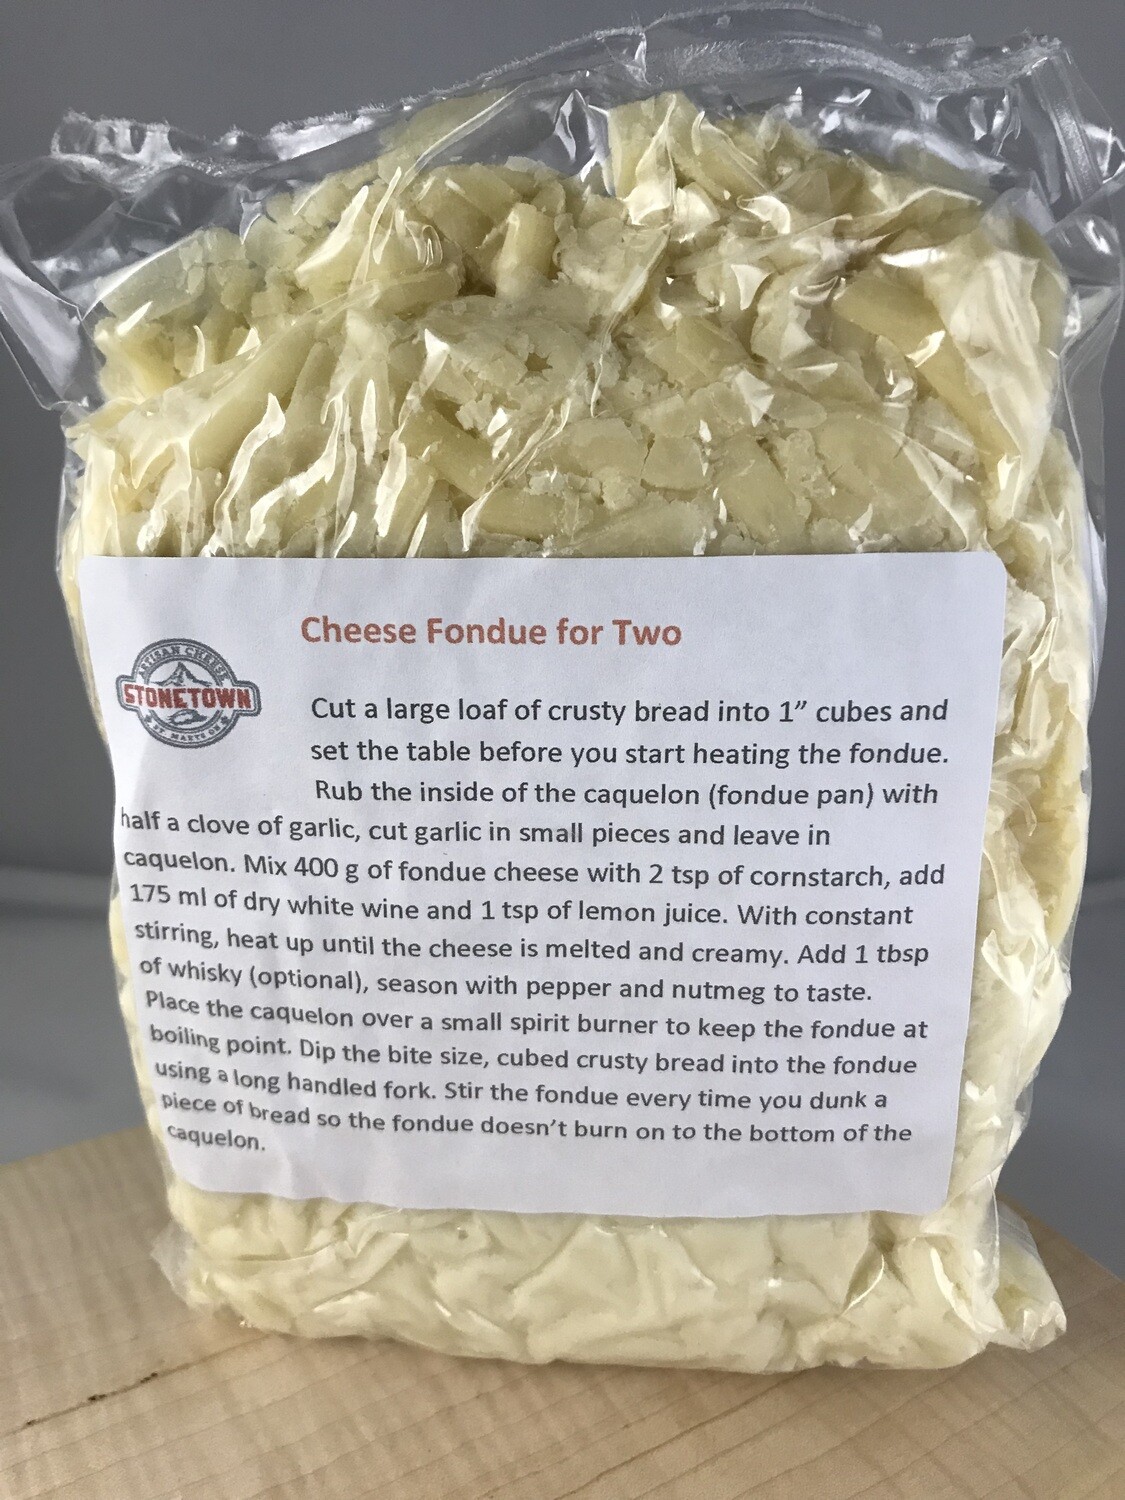 Cheese Fondue for Two
ARTISAN CHEESE
STONETOWN
ST. MARYS ON
Cut a large loaf of crusty bread into 1” cubes and
set the table before you start heating the fondue.
Rub the inside of the caquelon (fondue pan) with
half a clove of garlic, cut garlic in small pieces and leave in
caquelon. Mix 400 g of fondue cheese with 2 tsp of cornstarch, add
175 ml of dry white wine and 1 tsp of lemon juice. With constant
stirring, heat up until the cheese is melted and creamy. Add 1 tbsp
of whisky (optional), season with pepper and nutmeg to taste.
Place the caquelon over a small spirit burner to keep the fondue at
boiling point. Dip the bite size, cubed crusty bread into the fondue
using a long handled fork. Stir the fondue every time you dunk a
piece of bread so the fondue doesn’t burn on to the bottom of the
caquelon.